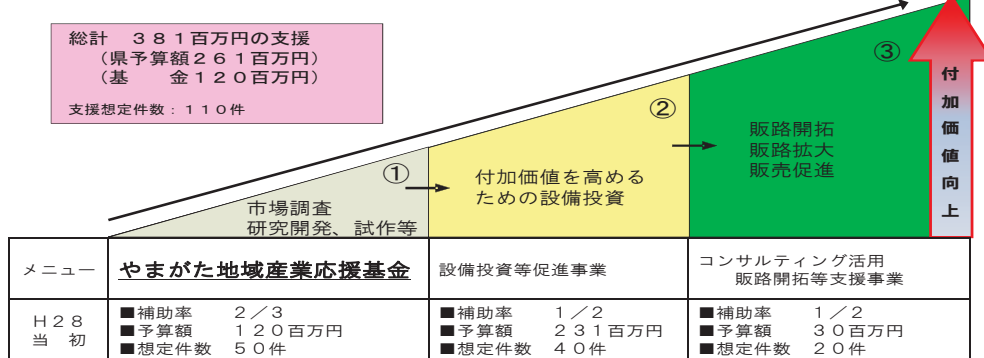 総計　３８１百万円の支援
（県予算額２６１百万円）
（基　　金１２０百万円）
支援想定件数：１１０件
①
市場調査
研究開発、試作等
②
付加価値を高める
ための設備投資
③
販路開拓
販路拡大
販売促進
付加価値向上
メニュー
やまがた地域産業応援基金
設備投資等促進事業
コンサルティング活用
販路開拓等支援事業
Ｈ２８
当　初
■補助率　　２／３
■予算額　　１２０百万円
■想定件数　５０件
■補助率　　１／２
■予算額　　２３１百万円
■想定件数　４０件
■補助率　　１／２
■予算額　　３０百万円
■想定件数　２０件